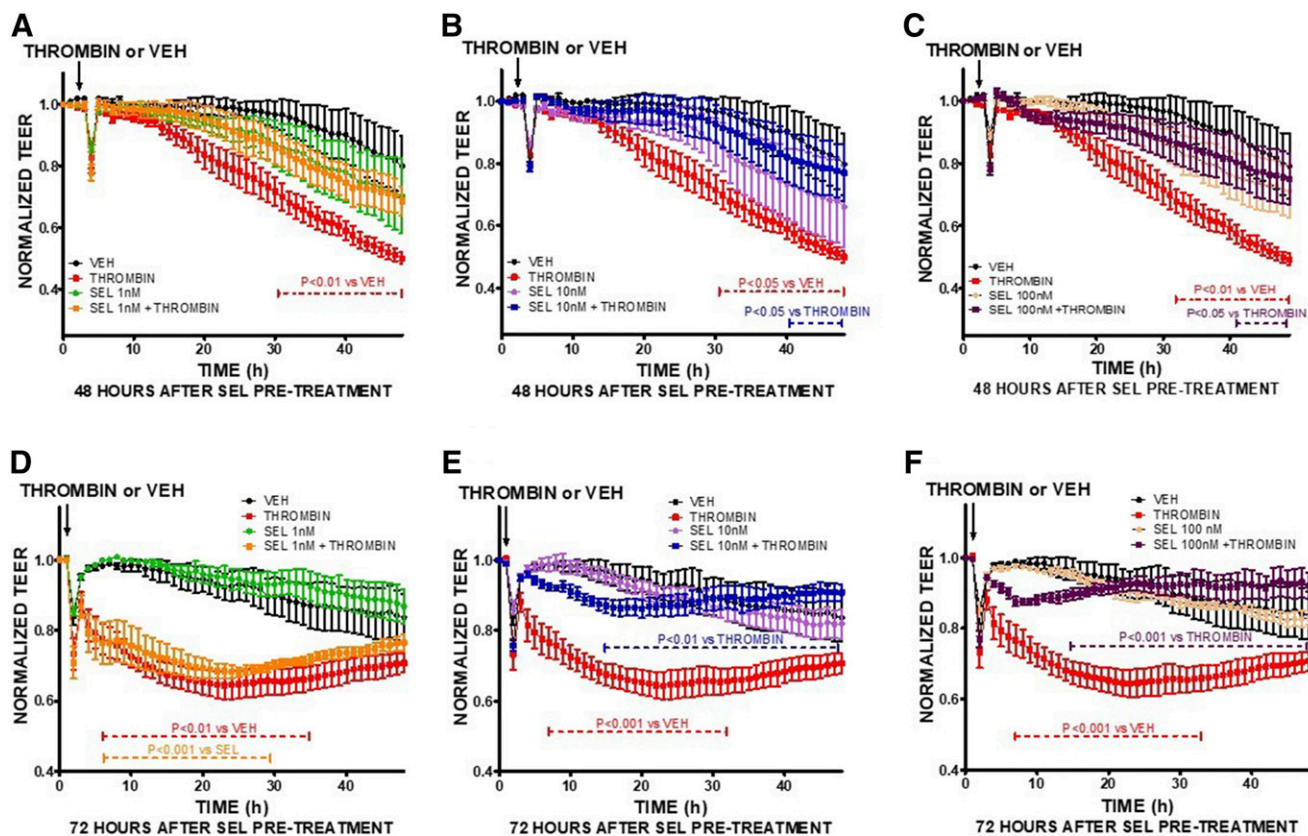 A
THROMBIN or VEH
NORMALIZED TEER
1.0
0.8
0.6
0.4
VEH
THROMBIN
SEL 1nM
SEL 1nM + THROMBIN
P<0.01 vs VEH
0 20 40
TIME (h)
48 HOURS AFTER SEL PRE-TREATMENT
B
THROMBIN or VEH
NORMALIZED TEER
1.0
0.8
0.6
0.4
VEH
THROMBIN
SEL 10nM
SEL 10nM + THROMBIN
P<0.05 vs VEH
P<0.05 vs THROMBIN
0 20 40
TIME (h)
48 HOURS AFTER SEL PRE-TREATMENT
C
THROMBIN or VEH
NORMALIZED TEER
1.0
0.8
0.6
0.4
VEH
THROMBIN
SEL 100nM
SEL 100nM +THROMBIN
P<0.01 vs VEH
P<0.05 vs THROMBIN
0 20 40
TIME (h)
48 HOURS AFTER SEL PRE-TREATMENT
D
THROMBIN or VEH
VEH
THROMBIN
SEL 1nM
SEL 1nM + THROMBIN
NORMALIZED TEER
1.0
0.8
0.6
0.4
P<0.01 vs VEH
P<0.001 vs SEL
0 20 40
TIME (h)
72 HOURS AFTER SEL PRE-TREATMENT
E
THROMBIN or VEH
VEH
THROMBIN
SEL 10nM
SEL 10nM + THROMBIN
NORMALIZED TEER
1.0
0.8
0.6
0.4
P<0.01 vs THROMBIN
P<0.001 vs VEH
0 10 20 30 40
TIME (h)
72 HOURS AFTER SEL PRE-TREATMENT
F
THROMBIN or VEH
VEH
THROMBIN
SEL 100 nM
SEL 100nM +THROMBIN
NORMALIZED TEER
1.0
0.8
0.6
0.4
P<0.001 vs THROMBIN
P<0.001 vs VEH
0 10 20 30 40
TIME (h)
72 HOURS AFTER SEL PRE-TREATMENT